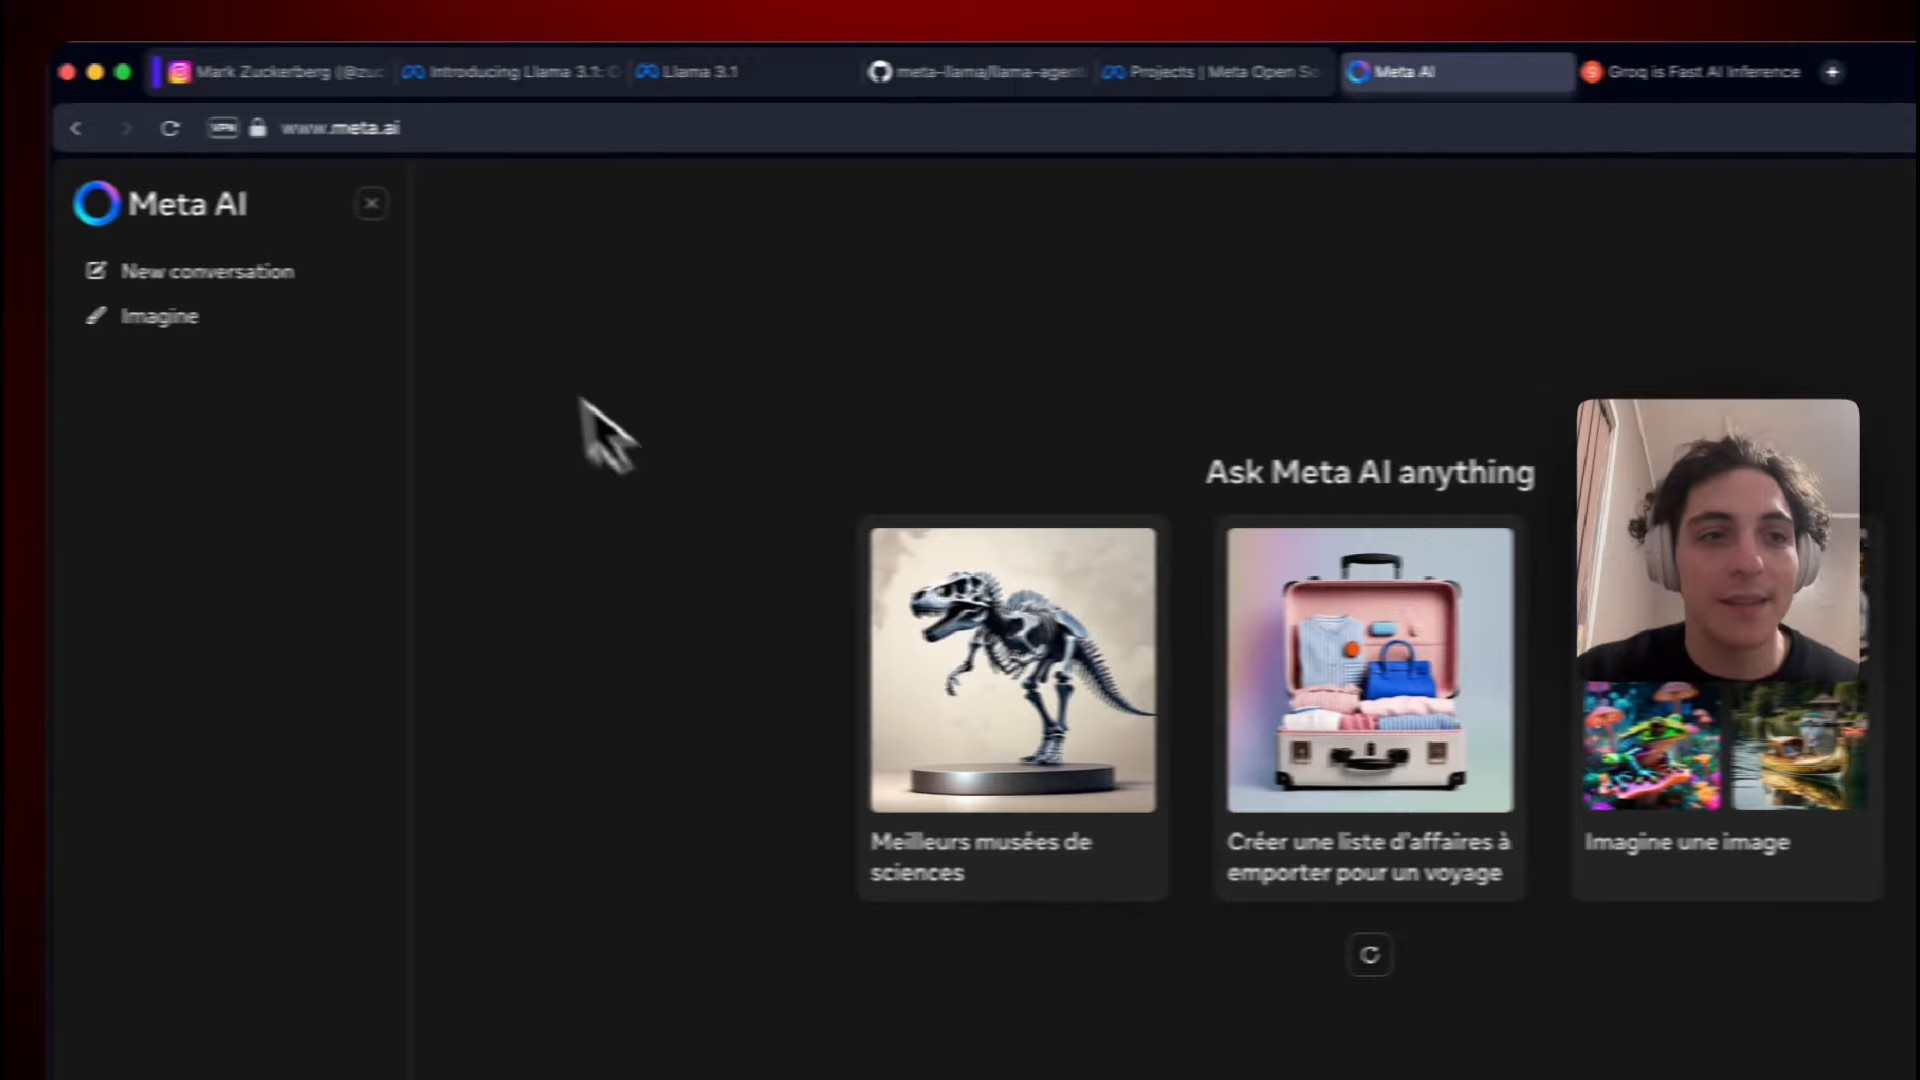 Mark Zuckerberg (@zuc
Introducing Llama 3.1:
Llama 3.1
meta-llama/llama-agent
Projects | Meta Open So
Meta AI
Groq is Fast AI Inference
VPN
www.meta.ai
Meta AI
New conversation
Imagine
Ask Meta AI anything
Meilleurs musées de
sciences
Créer une liste d'affaires à
emporter pour un voyage
Imagine une image